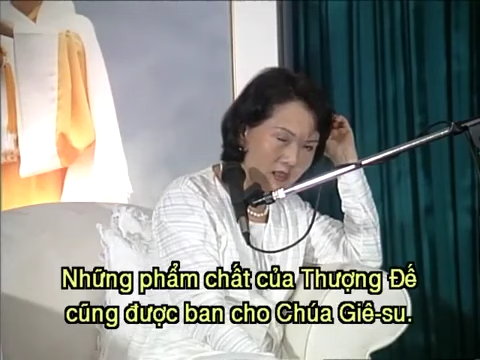 Những phẩm chất của Thượng Đế
cũng được ban cho Chúa Giê-su.